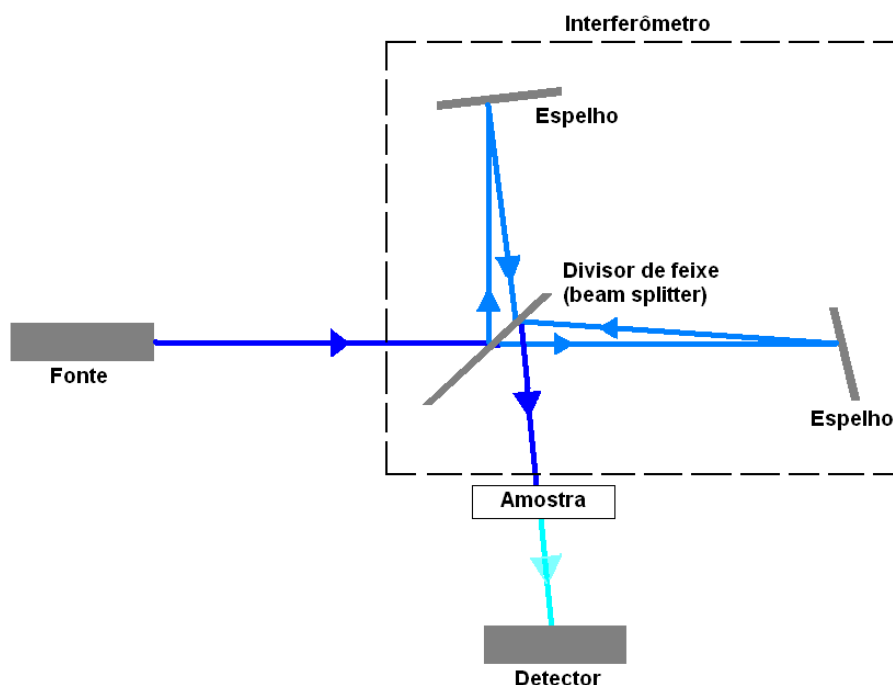 Interferômetro
Espelho
Divisor de feixe
(beam splitter)
Fonte
Espelho
Amostra
Detector